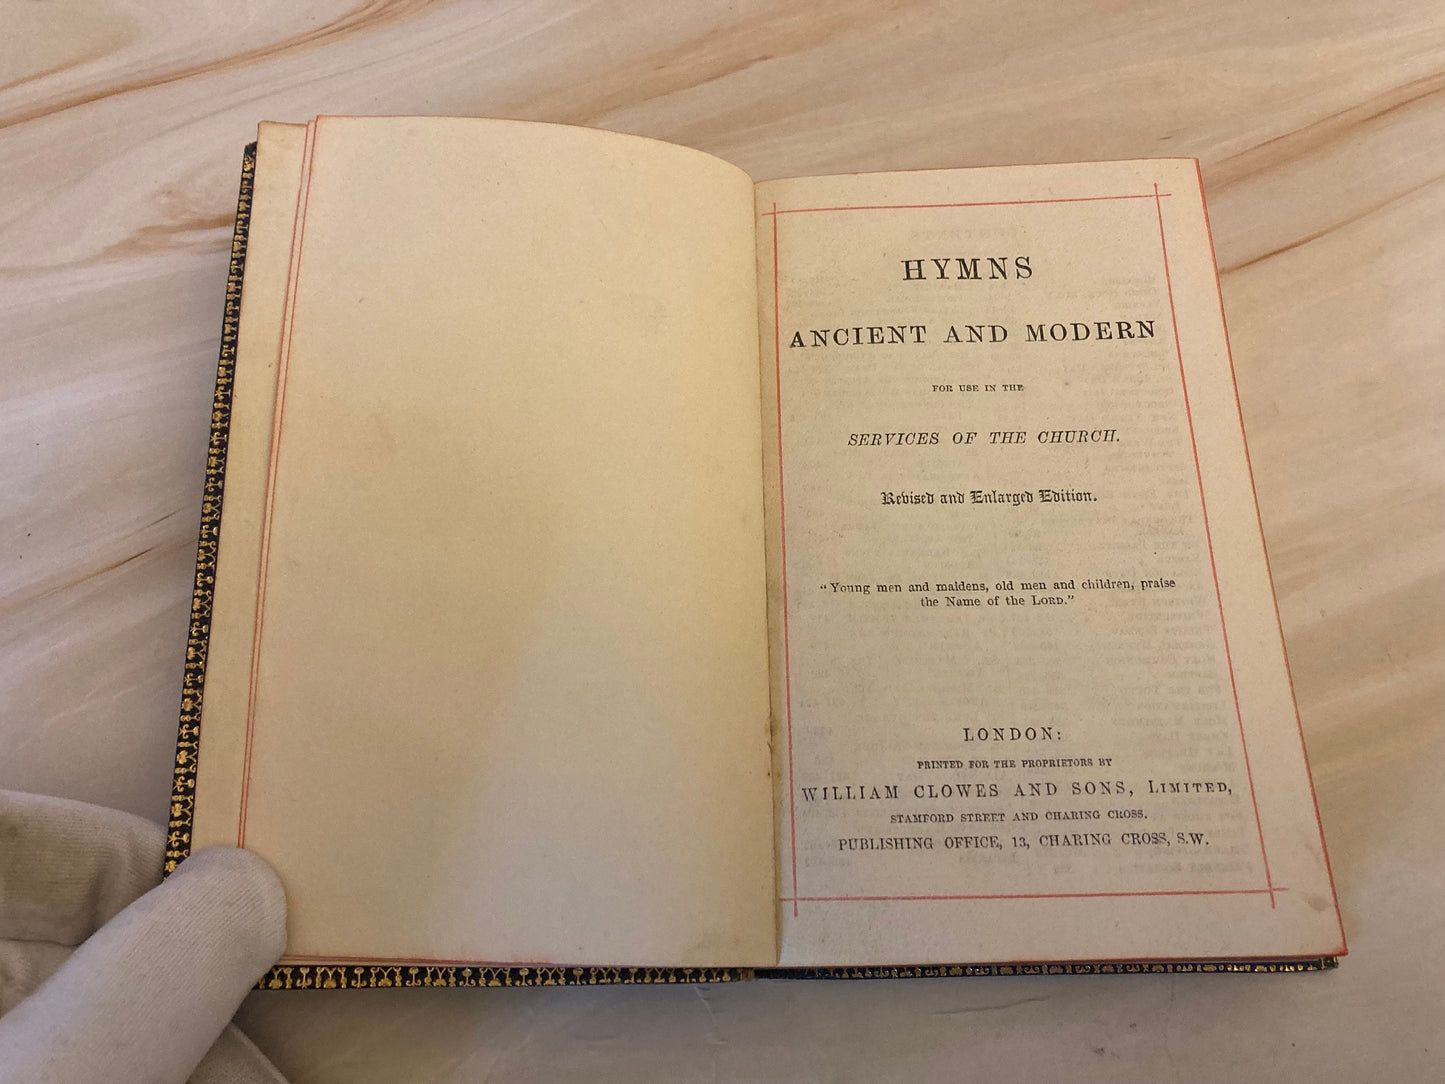 HYMNS
ANCIENT AND MODERN
FOR USE IN THE
SERVICES OF THE CHURCH.
Revised and Enlarged Edition.
"Young men and maidens, old men and children, praise
the Name of the LORD."
LONDON:
PRINTED FOR THE PROPRIETORS BY
WILLIAM CLOWES AND SONS, LIMITED,
STAMFORD STREET AND CHARING CROSS.
PUBLISHING OFFICE, 13, CHARING CROSS, S.W.